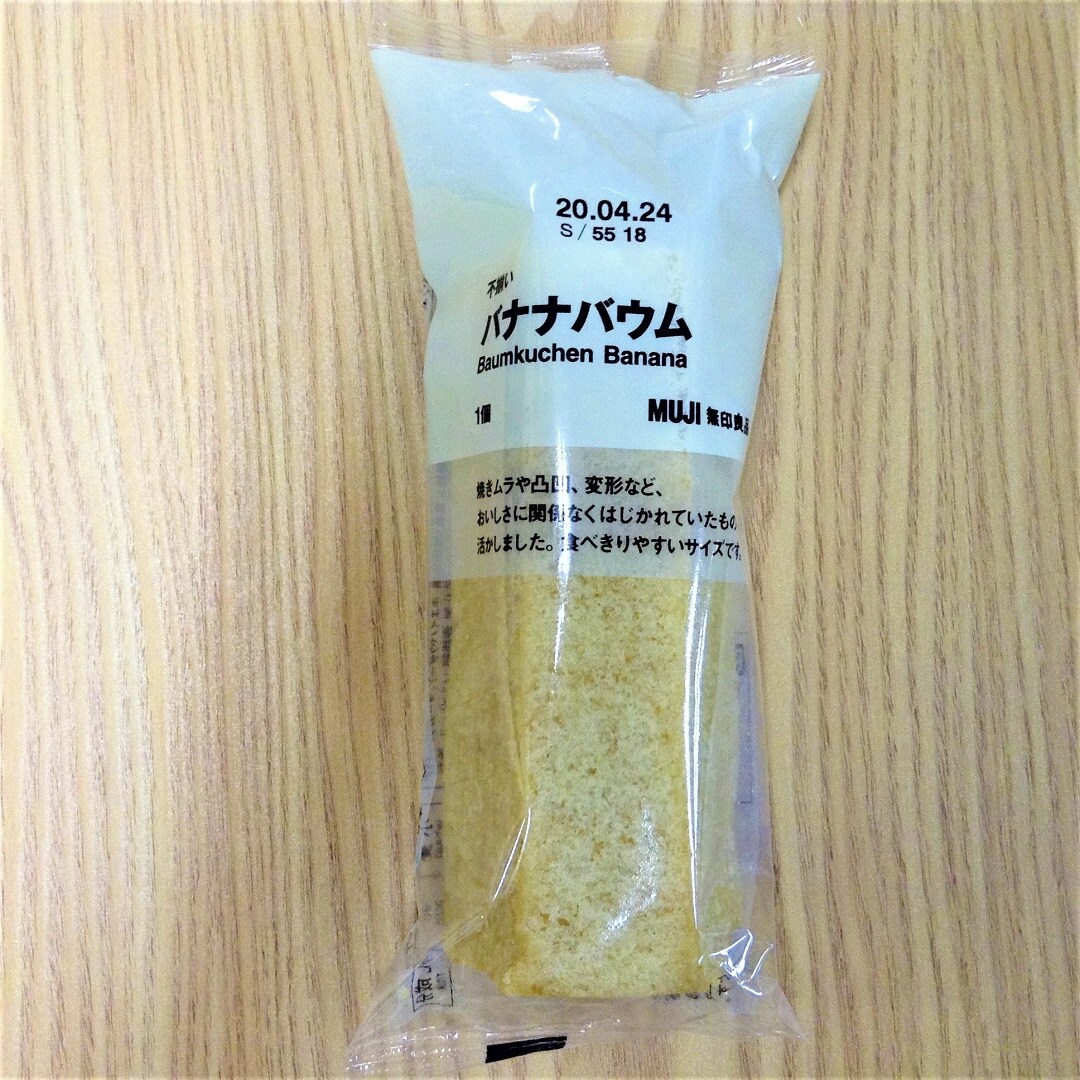 20.04.24
S/ 55 18
不揃い
バナナバウム
Baumkuchen Banana
1個
MUJI 無印良品
焼きムラや凸凹、変形など、
おいしさに関係なくはじかれていたもの
活かしました。食べきりやすいサイズです。